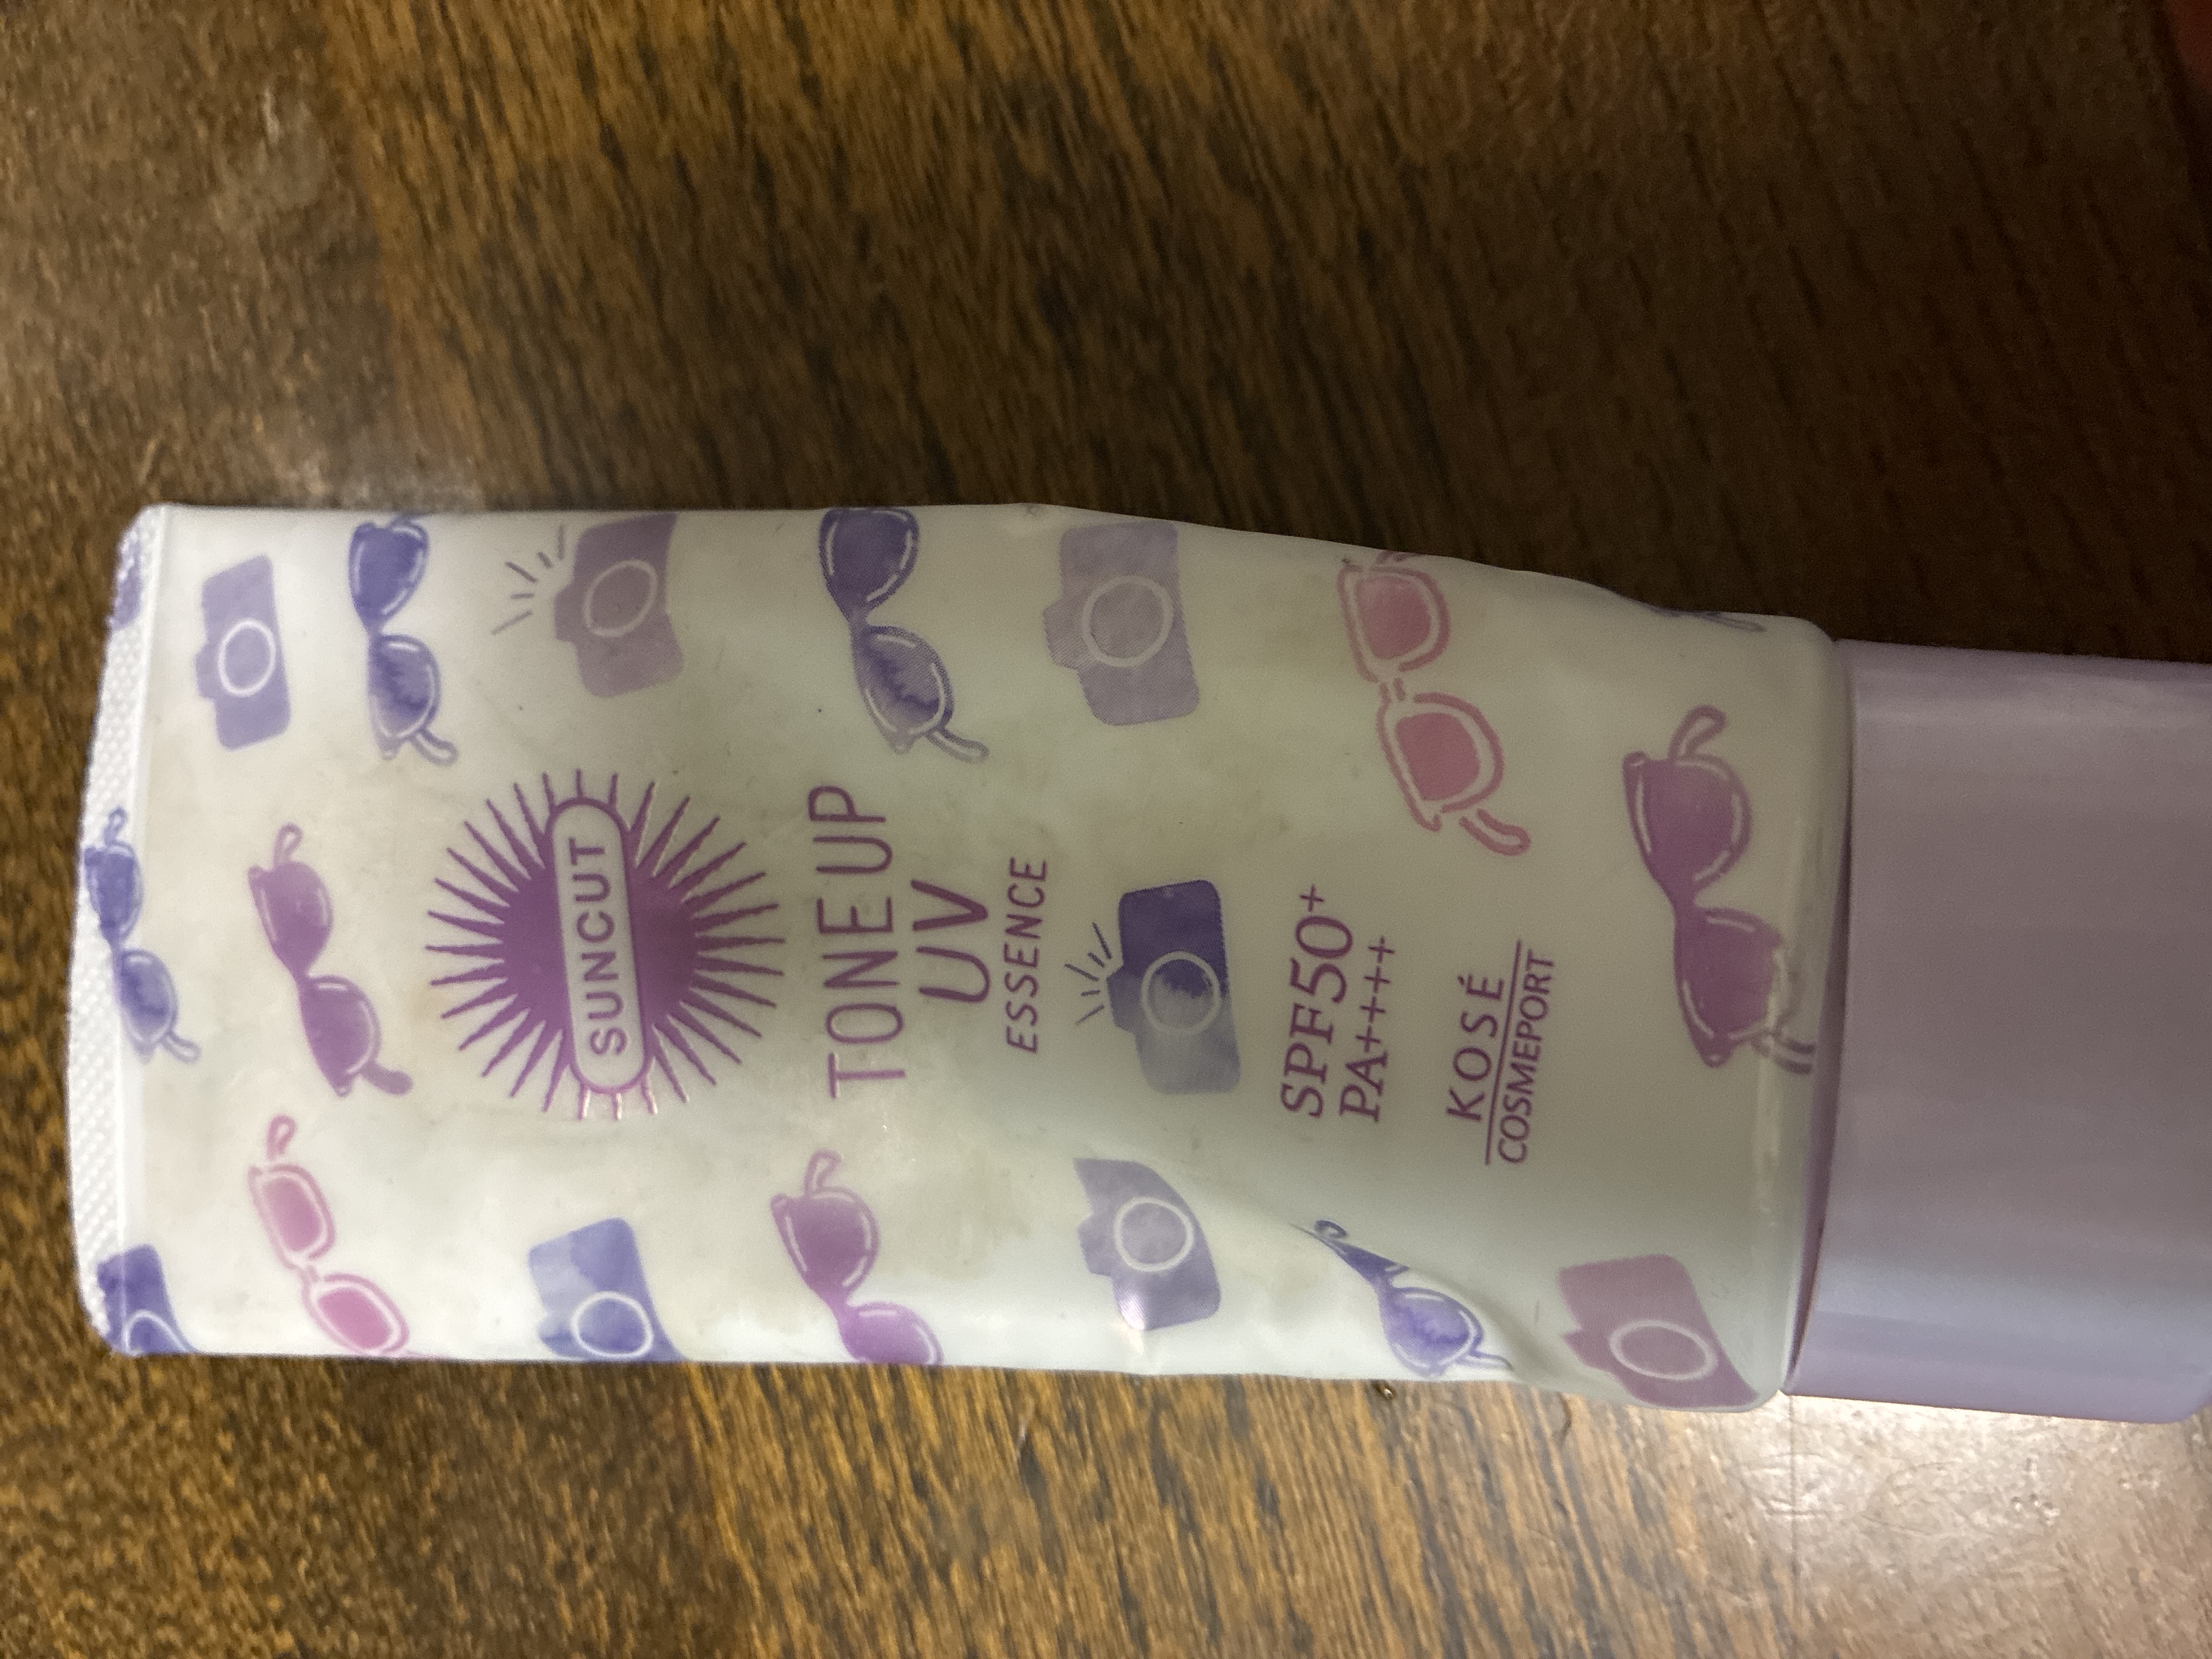 SUNCUT
TONE UP
UV
ESSENCE
SPF50+
PA++++
KOSÉ
COSMEPORT